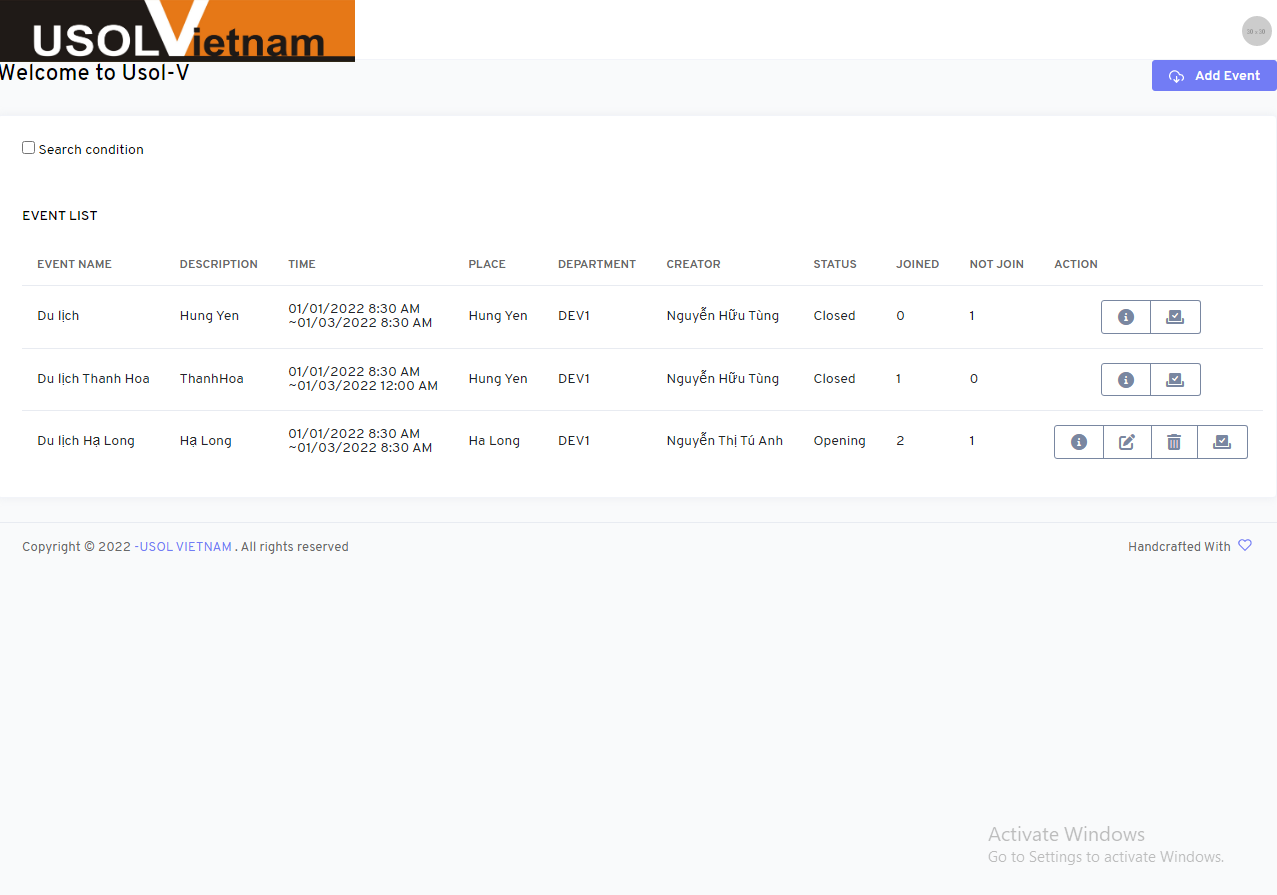 USOL Vietnam
Welcome to Usol-V
Add Event
Search condition
EVENT LIST
EVENT NAME DESCRIPTION TIME PLACE DEPARTMENT CREATOR STATUS JOINED NOT JOIN ACTION
Du lịch Hung Yen 01/01/2022 8:30 AM Hung Yen DEV1 Nguyễn Hữu Tùng Closed 0 1
~01/03/2022 8:30 AM
Du lịch Thanh Hoa ThanhHoa 01/01/2022 8:30 AM Hung Yen DEV1 Nguyễn Hữu Tùng Closed 1 0
~01/03/2022 12:00 AM
Du lịch Hạ Long Hạ Long 01/01/2022 8:30 AM Ha Long DEV1 Nguyễn Thị Tú Anh Opening 2 1
~01/03/2022 8:30 AM
Copyright © 2022 -USOL VIETNAM . All rights reserved
Handcrafted With
Activate Windows
Go to Settings to activate Windows.